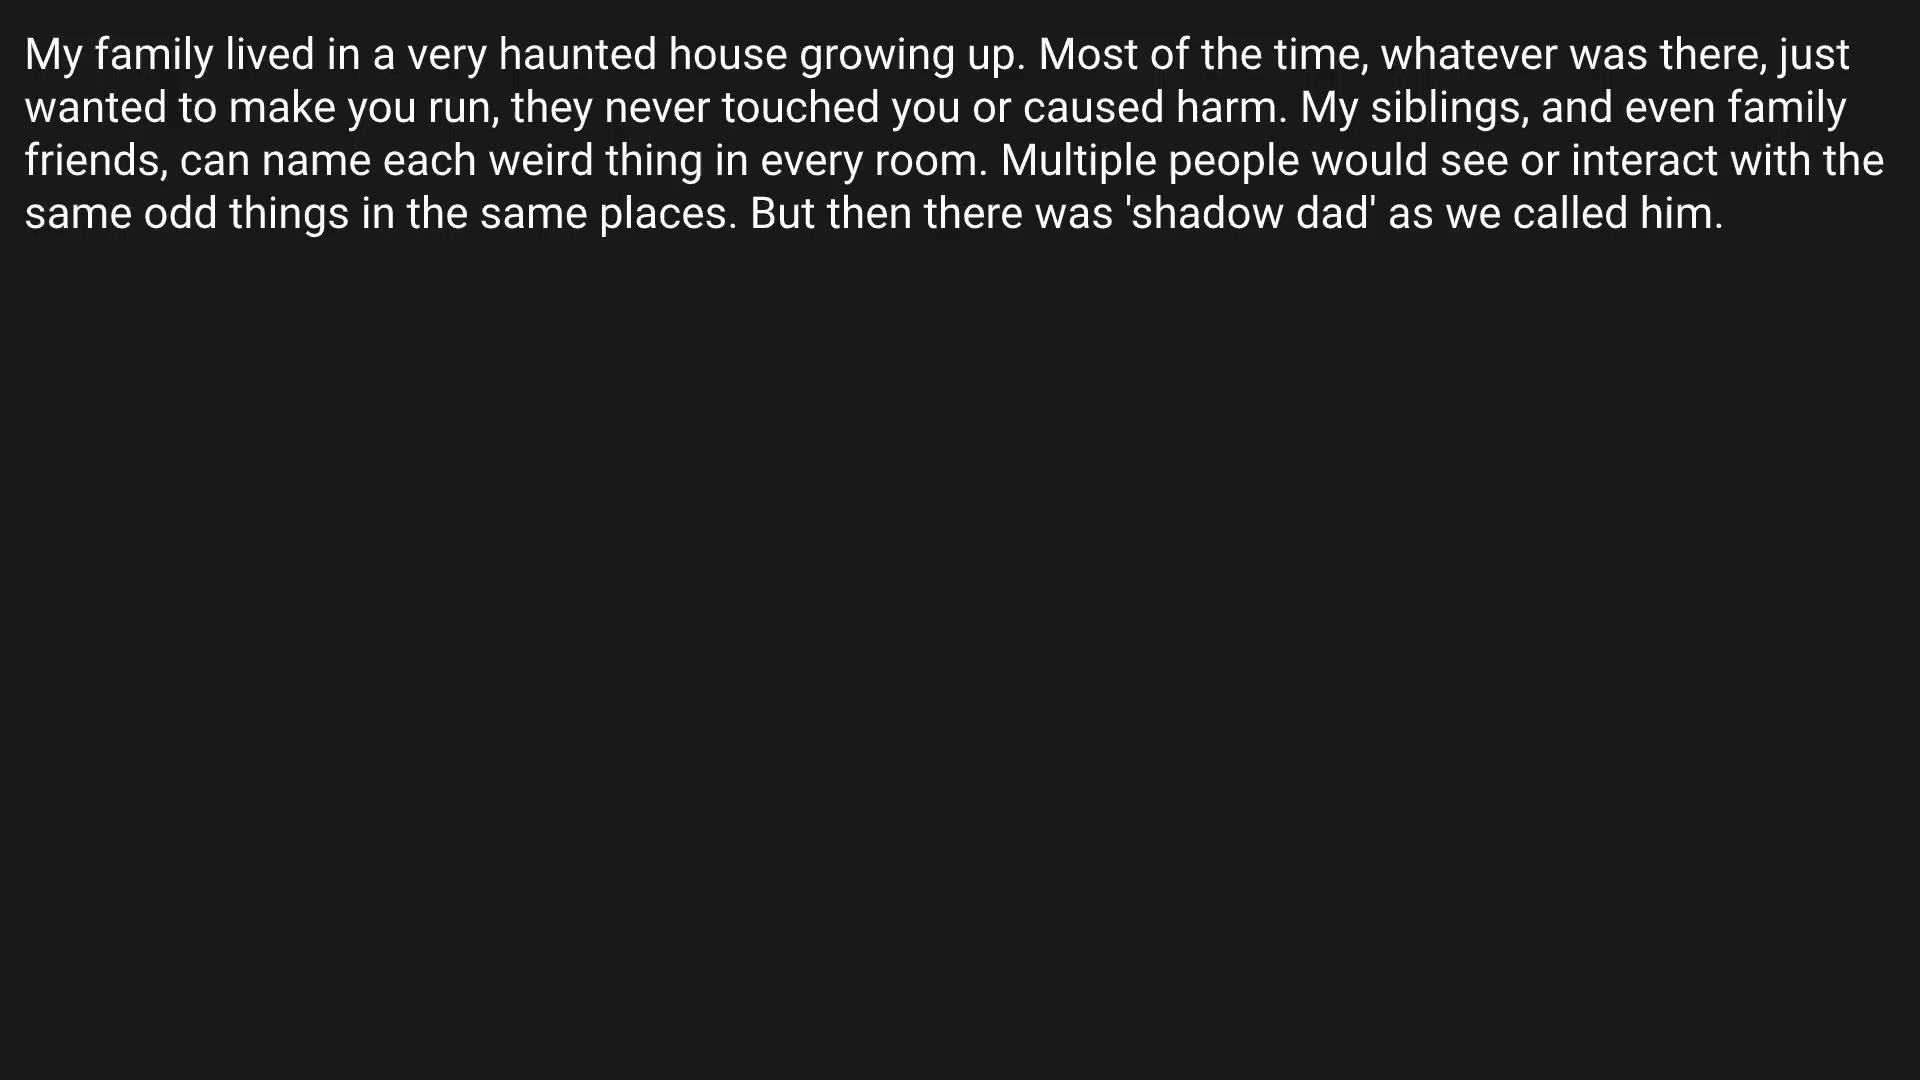 My family lived in a very haunted house growing up. Most of the time, whatever was there, just
wanted to make you run, they never touched you or caused harm. My siblings, and even family
friends, can name each weird thing in every room. Multiple people would see or interact with the
same odd things in the same places. But then there was 'shadow dad' as we called him.